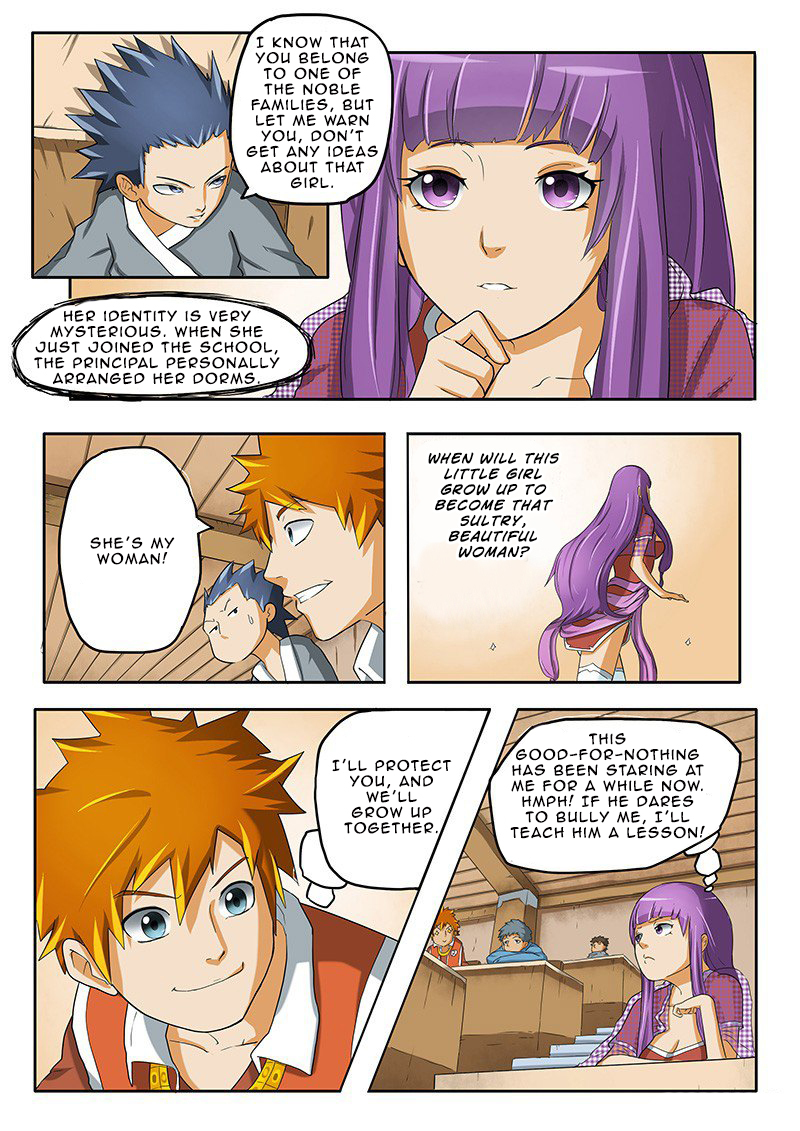 I KNOW THAT
YOU BELONG
TO ONE OF
THE NOBLE
FAMILIES, BUT
LET ME WARN
YOU, DON'T
GET ANY IDEAS
ABOUT THAT
GIRL.
HER IDENTITY IS VERY
MYSTERIOUS. WHEN SHE
JUST JOINED THE SCHOOL,
THE PRINCIPAL PERSONALLY
ARRANGED HER DORMS.
SHE'S MY
WOMAN!
WHEN WILL THIS
LITTLE GIRL
GROW UP TO
BECOME THAT
SULTRY,
BEAUTIFUL
WOMAN?
I'LL PROTECT
YOU, AND
WE'LL
GROW UP
TOGETHER.
THIS
GOOD-FOR-NOTHING
HAS BEEN STARING AT
ME FOR A WHILE NOW.
HMPH! IF HE DARES
TO BULLY ME, I'LL
TEACH HIM A LESSON!